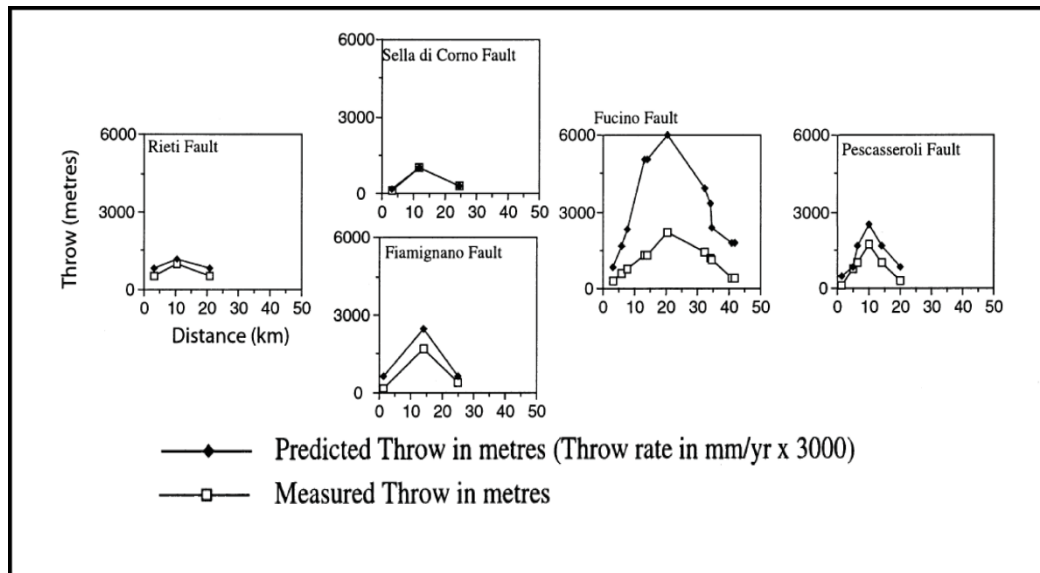 Sella di Corno Fault
6000
3000
0
0 10 20 30 40 50
Rieti Fault
6000
3000
0
0 10 20 30 40 50
Throw (metres)
Distance (km)
Fiamignano Fault
6000
3000
0
0 10 20 30 40 50
Fucino Fault
6000
3000
0
0 10 20 30 40 50
Pescasseroli Fault
6000
3000
0
0 10 20 30 40 50
Predicted Throw in metres (Throw rate in mm/yr x 3000)
Measured Throw in metres